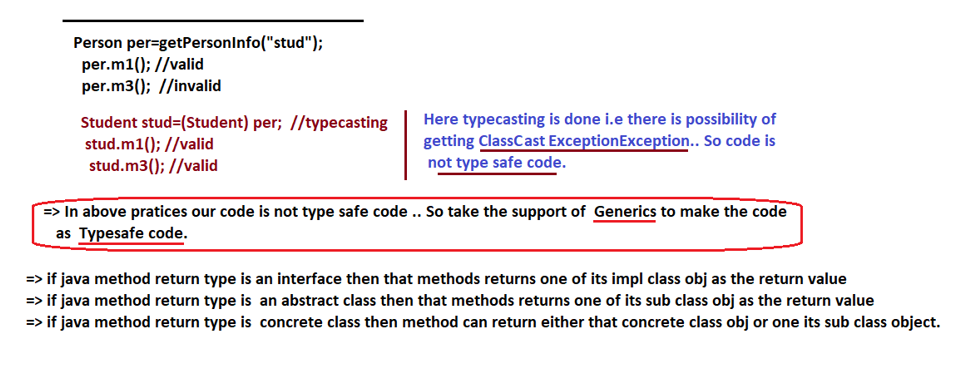 Person per=getPersonInfo("stud");
per.m1(); //valid
per.m3();  //invalid
Student stud=(Student) per;  //typecasting
stud.m1(); //valid
stud.m3(); //valid
Here typecasting is done i.e there is possibility of
getting ClassCast ExceptionException.. So code is
not type safe code.
=> In above pratices our code is not type safe code .. So take the support of  Generics to make the code
as  Typesafe code.
=> if java method return type is an interface then that methods returns one of its impl class obj as the return value
=> if java method return type is  an abstract class then that methods returns one of its sub class obj as the return value
=> if java method return type is  concrete class then method can return either that concrete class obj or one its sub class object.